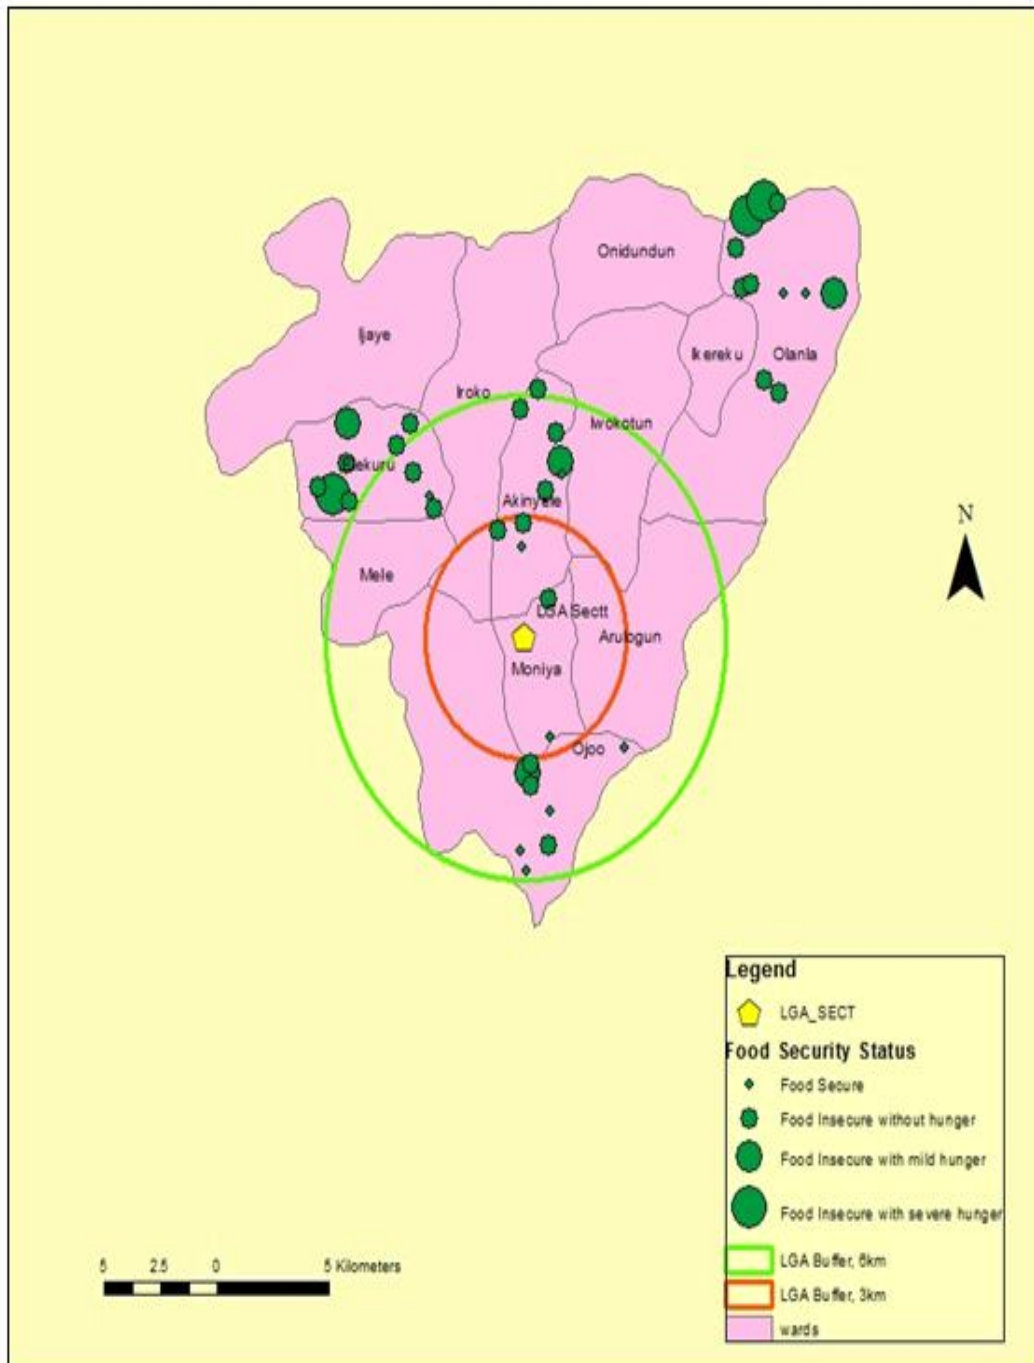 Onidundun
Ijaye
Ikereku
Olanla
Iroko
Iwokotun
Akinyele
Mele
N
LGA Sectt
Arulogun
Moniya
Ojoo
Legend
LGA_SECT
Food Security Status
Food Secure
Food Insecure without hunger
Food Insecure with mild hunger
Food Insecure with severe hunger
LGA Buffer, 6km
LGA Buffer, 3km
wards
5 2.5 0 5 Kilometers